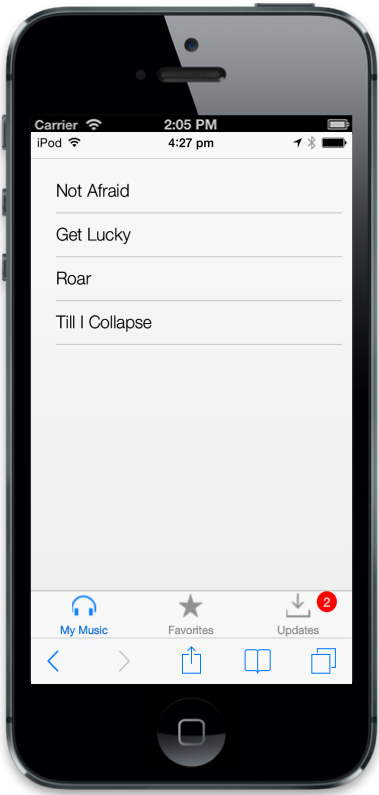 Carrier 2:05 PM
iPod 4:27 pm
Not Afraid
Get Lucky
Roar
Till I Collapse
2
My Music Favorites Updates